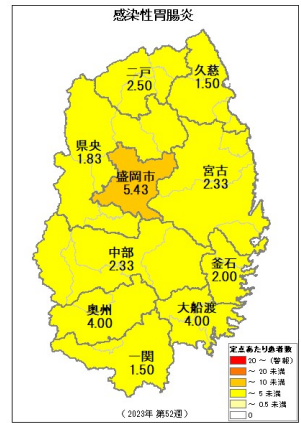 感染性胃腸炎
二戸
2.50
久慈
1.50
県央
1.83
盛岡市
5.43
宮古
2.33
中部
2.33
釜石
2.00
奥州
4.00
大船渡
4.00
一関
1.50
定点あたり患者数
20 ～ (警報)
～ 20 未満
～ 10 未満
～ 5 未満
～ 0.5 未満
0
（2023年 第52週）